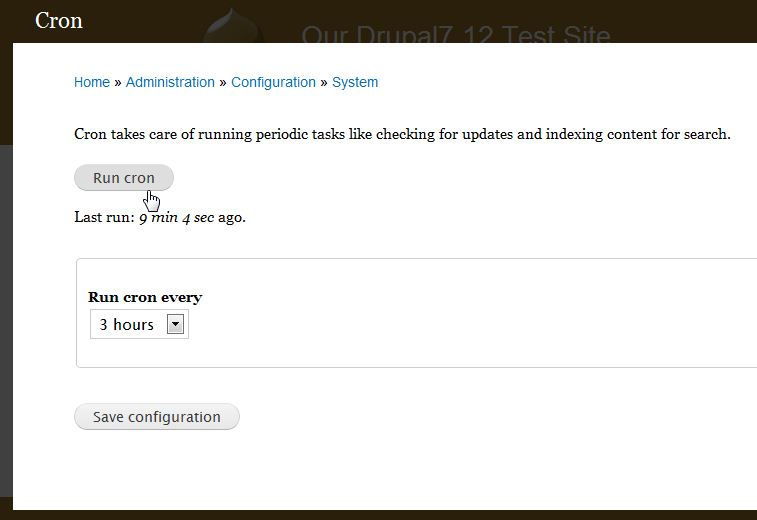 Cron
Our Drupal7.12 Test Site
Home » Administration » Configuration » System
Cron takes care of running periodic tasks like checking for updates and indexing content for search.
Run cron
Last run: 9 min 4 sec ago.
Run cron every
3 hours
Save configuration